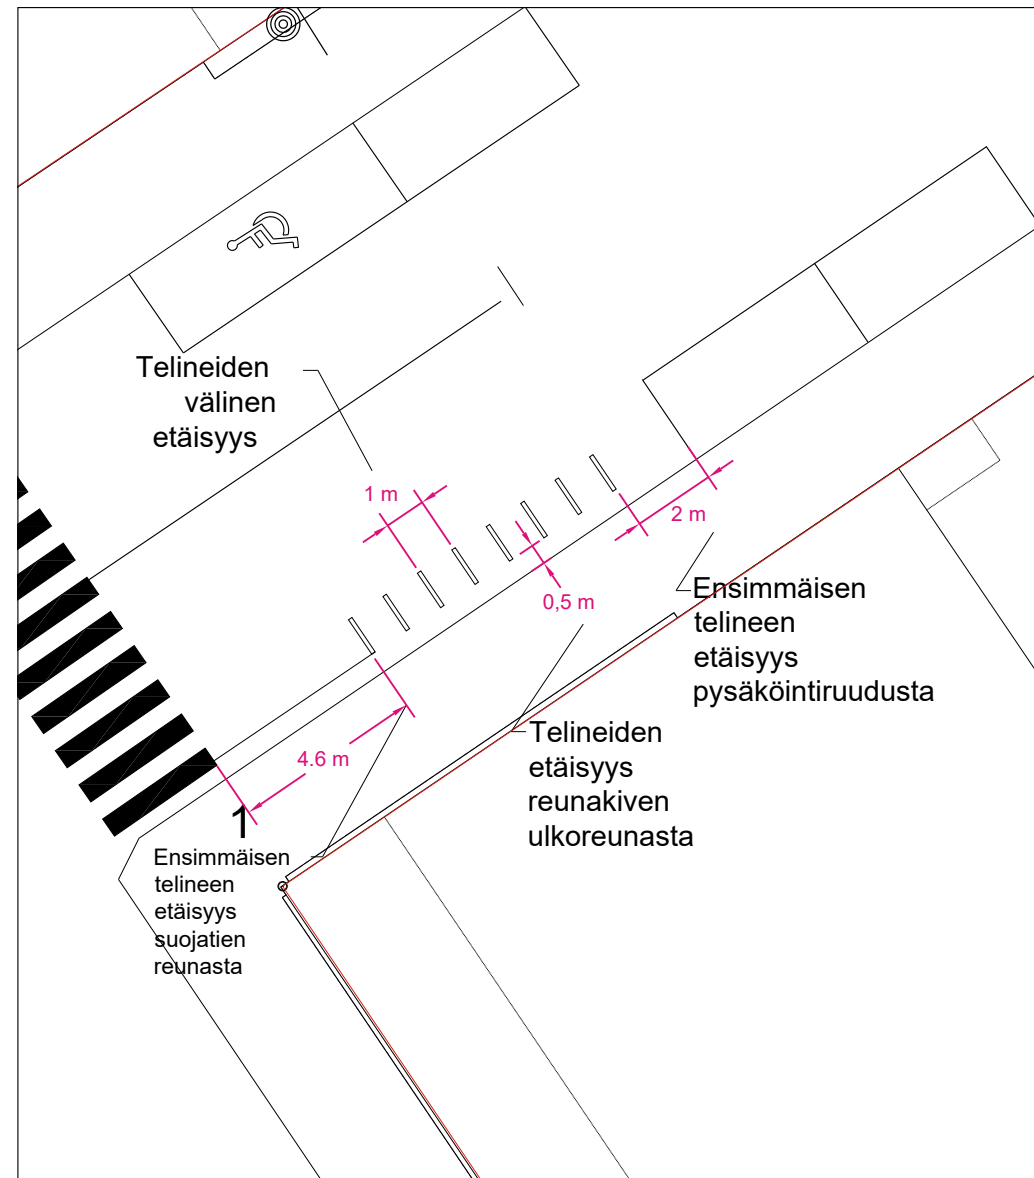 Telineiden
välinen
etäisyys
1 m
2 m
0,5 m
Ensimmäisen
telineen
etäisyys
pysäköintiruudusta
Telineiden
etäisyys
reunakiven
ulkoreunasta
4.6 m
1
Ensimmäisen
telineen
etäisyys
suojatien
reunasta